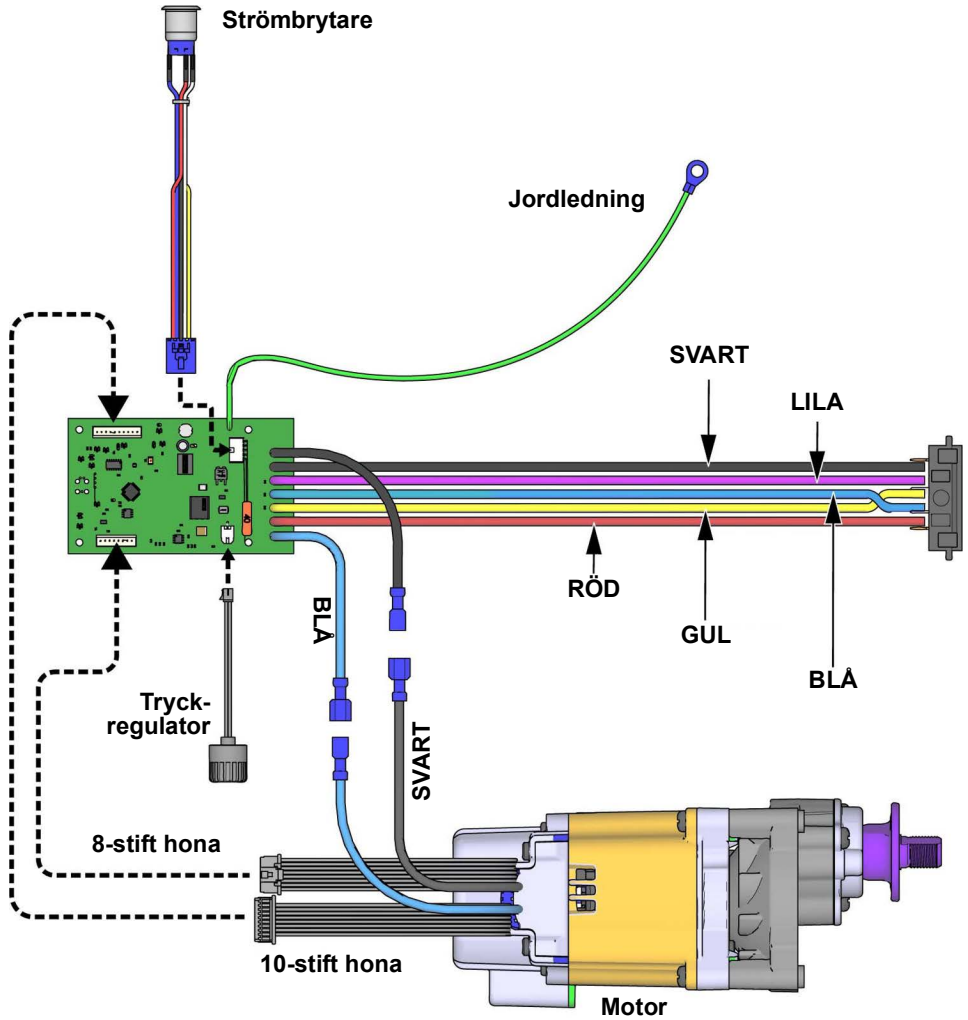 Strömbrytare
Jordledning
SVART
LILA
RÖD
GUL
BLÅ
BLÅ
SVART
Tryck-
regulator
8-stift hona
10-stift hona
Motor